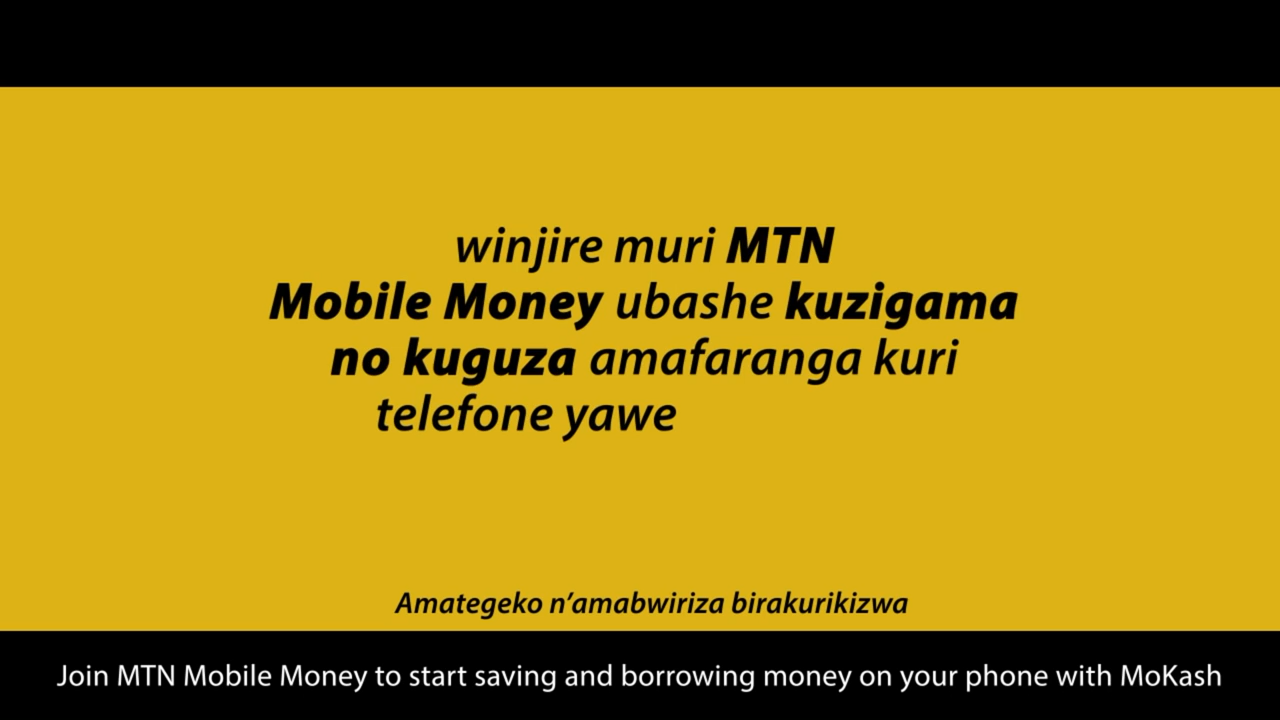 winjire muri MTN
Mobile Money ubashe kuzigama
no kuguza amafaranga kuri
telefone yawe
Amategeko n’amabwiriza birakurikizwa
Join MTN Mobile Money to start saving and borrowing money on your phone with MoKash